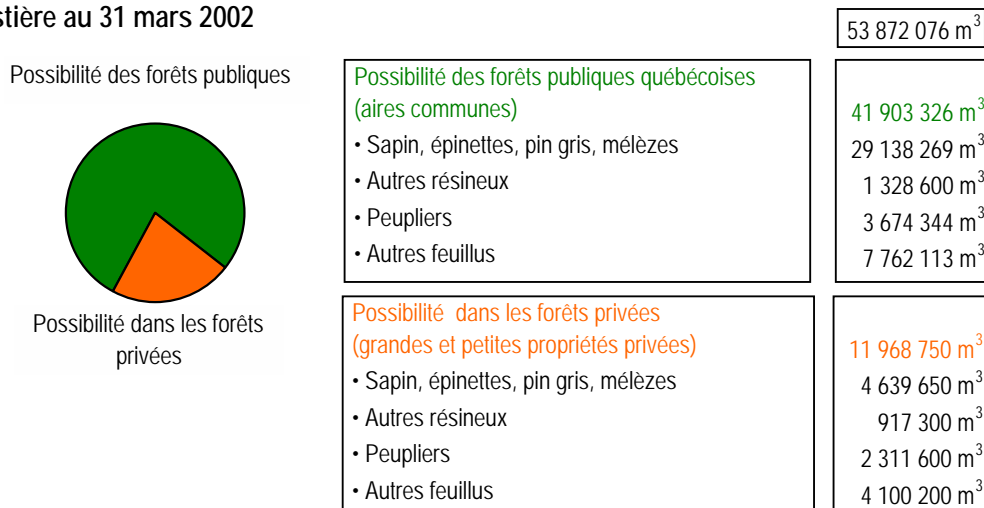 stière au 31 mars 2002
53 872 076 m³
Possibilité des forêts publiques
Possibilité dans les forêts
privées
Possibilité des forêts publiques québécoises
(aires communes) 41 903 326 m³
• Sapin, épinettes, pin gris, mélèzes 29 138 269 m³
• Autres résineux 1 328 600 m³
• Peupliers 3 674 344 m³
• Autres feuillus 7 762 113 m³
Possibilité dans les forêts privées
(grandes et petites propriétés privées) 11 968 750 m³
• Sapin, épinettes, pin gris, mélèzes 4 639 650 m³
• Autres résineux 917 300 m³
• Peupliers 2 311 600 m³
• Autres feuillus 4 100 200 m³